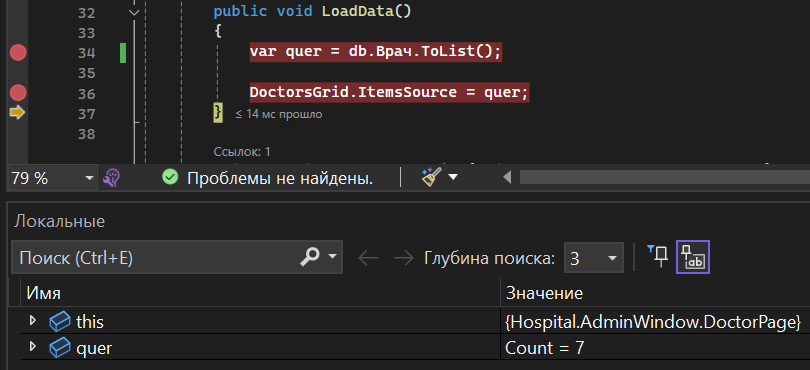 32 public void LoadData()
33 {
34 var quer = db.Врач.ToList();
35
36 DoctorsGrid.ItemsSource = quer;
37 } ≤ 14 мс прошло
38
Ссылок: 1
79 % Проблемы не найдены.
Локальные
Поиск (Ctrl+E) Глубина поиска: 3
Имя Значение
this {Hospital.AdminWindow.DoctorPage}
quer Count = 7